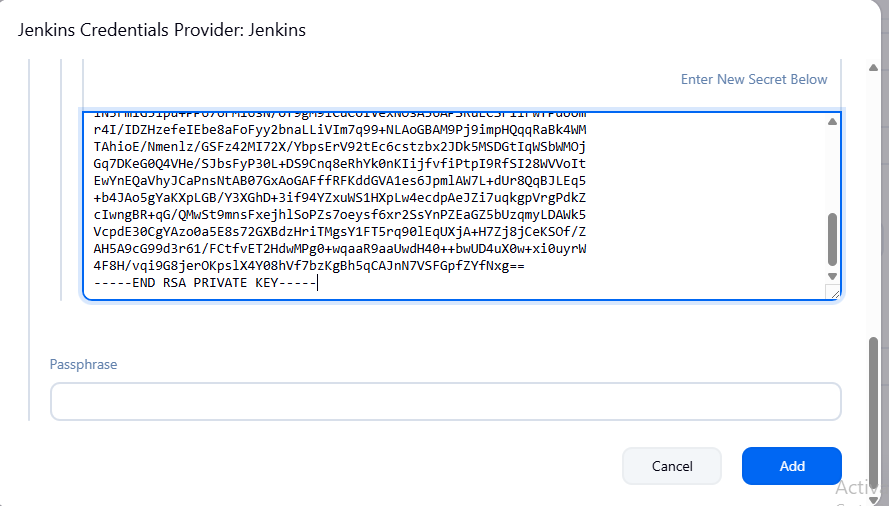 Jenkins Credentials Provider: Jenkins
Enter New Secret Below
r4I/IDZHzefeIEbe8aFoFyy2bnaLLiVIm7q99+NLAoGBAM9Pj9impHQqqRaBk4WM
TAhioE/Nmenlz/GSFz42MI72X/YbpsErV92tEc6cstzbx2JDk5MSDGtIqWSbWMOj
Gq7DKeG0Q4VHe/SJbsFyP30L+DS9Cnq8eRhYk0nKIijfvfiPtpI9RfSI28WVVoIt
EwYnEQaVhyJCaPnsNtAB07GxAoGAFffRFKddGVA1es6JpmlAW7L+dUr8QqBJLEq5
+b4JAo5gYaKXpLGB/Y3XGhD+3if94YZxuWS1HXpLw4ecdpAeJZi7uqkgpVrgPdkZ
cIwngBR+qG/QMwSt9mnsFxejhlSoPZs7oeysf6xr2SsYnPZEaGZ5bUzqmyLDAWk5
VcpdE30CgYAzo0a5E8s72GXBdzHriTMgsY1FT5rq90lEqUXjA+H7Zj8jCeKSOf/Z
AH5A9cG99d3r61/FCtfvET2HdwMPg0+wqaaR9aaUwdH40++bwUD4uX0w+xi0uyrW
4F8H/vqi9G8jerOKpslX4Y08hVf7bzKgBh5qCAJnN7VSFGpfZYfNxg==
-----END RSA PRIVATE KEY-----
Passphrase
Cancel
Add